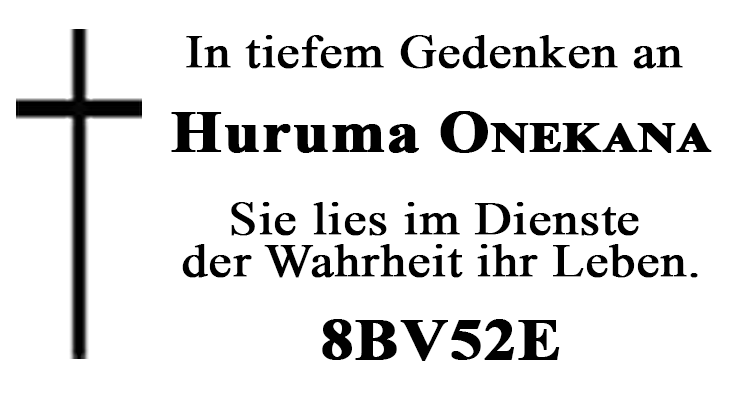 In tiefem Gedenken an
Huruma ONEKANA
Sie lies im Dienste
der Wahrheit ihr Leben.
8BV52E